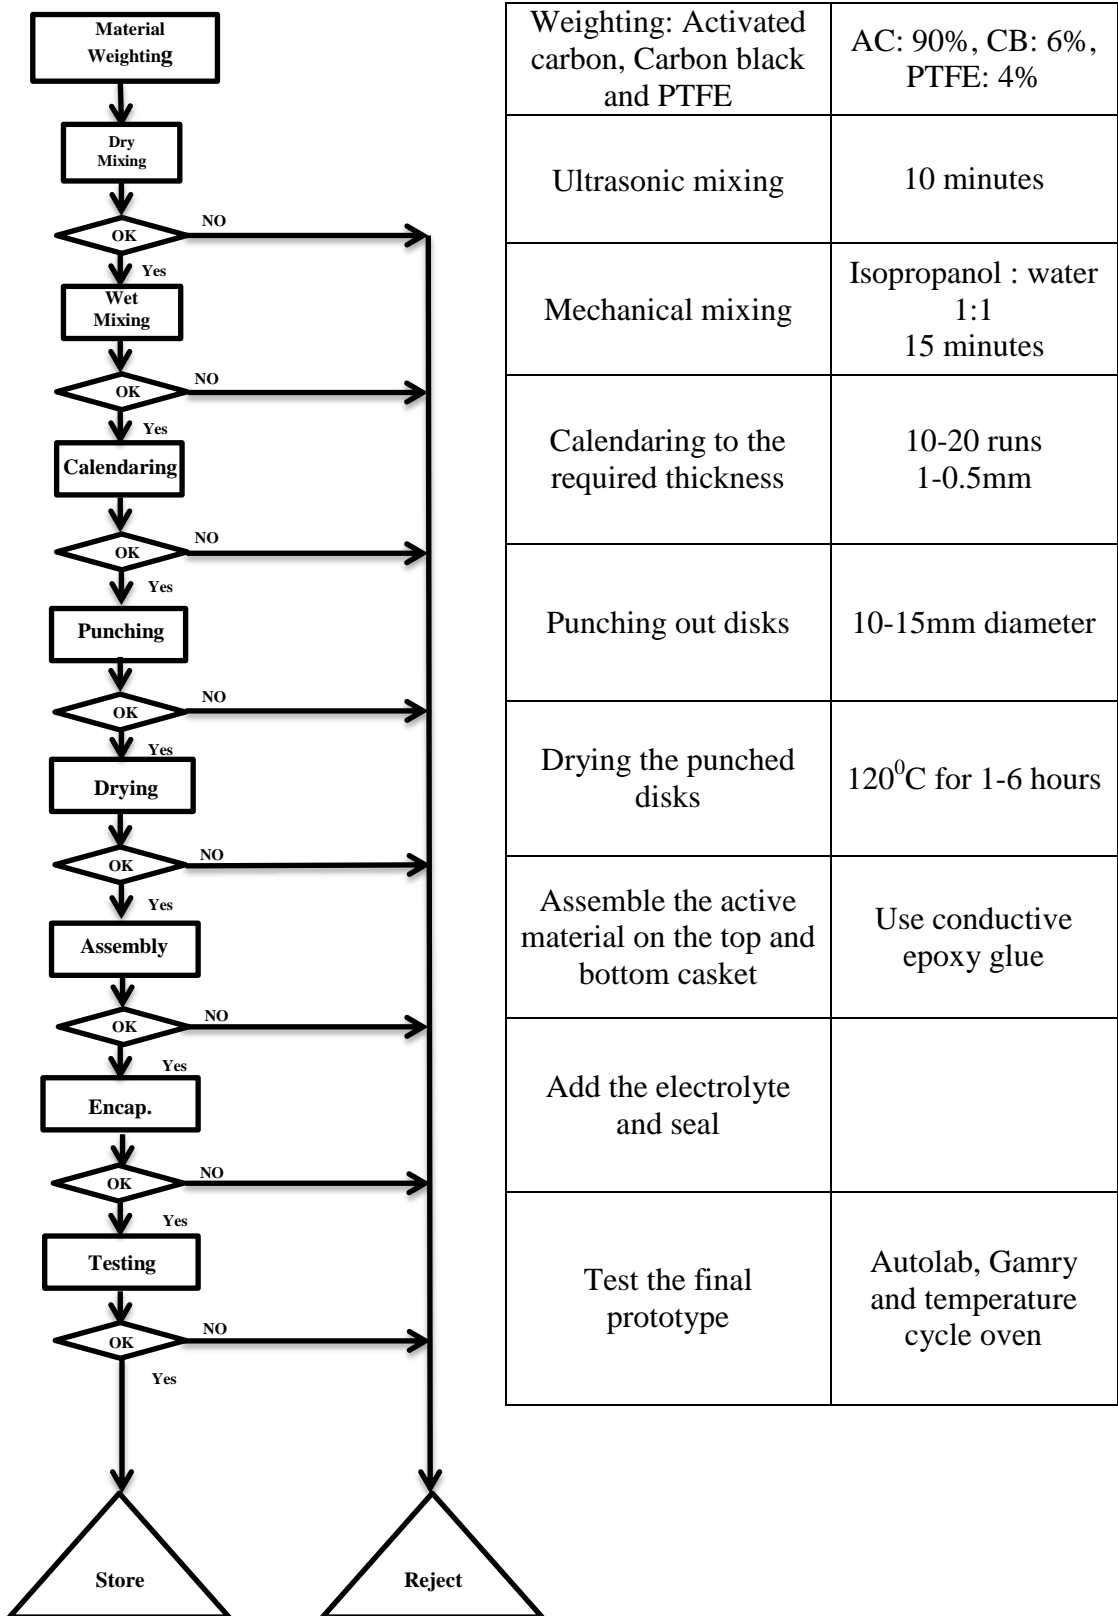 Material
Weighting
Dry
Mixing
OK
NO
Yes
Wet
Mixing
OK
NO
Yes
Calendaring
OK
NO
Yes
Punching
OK
NO
Yes
Drying
OK
NO
Yes
Assembly
OK
NO
Yes
Encap.
OK
NO
Yes
Testing
OK
NO
Yes
Store
Reject
Weighting: Activated
carbon, Carbon black
and PTFE
AC: 90%, CB: 6%,
PTFE: 4%
Ultrasonic mixing
10 minutes
Mechanical mixing
Isopropanol : water
1:1
15 minutes
Calendaring to the
required thickness
10-20 runs
1-0.5mm
Punching out disks
10-15mm diameter
Drying the punched
disks
120⁰C for 1-6 hours
Assemble the active
material on the top and
bottom casket
Use conductive
epoxy glue
Add the electrolyte
and seal
Test the final
prototype
Autolab, Gamry
and temperature
cycle oven